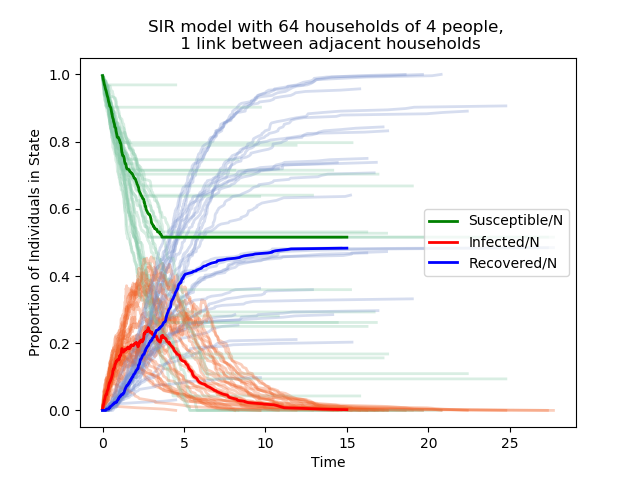 SIR model with 64 households of 4 people,
1 link between adjacent households
Proportion of Individuals in State
1.0
0.8
0.6
0.4
0.2
0.0
Susceptible/N
Infected/N
Recovered/N
0 5 10 15 20 25
Time